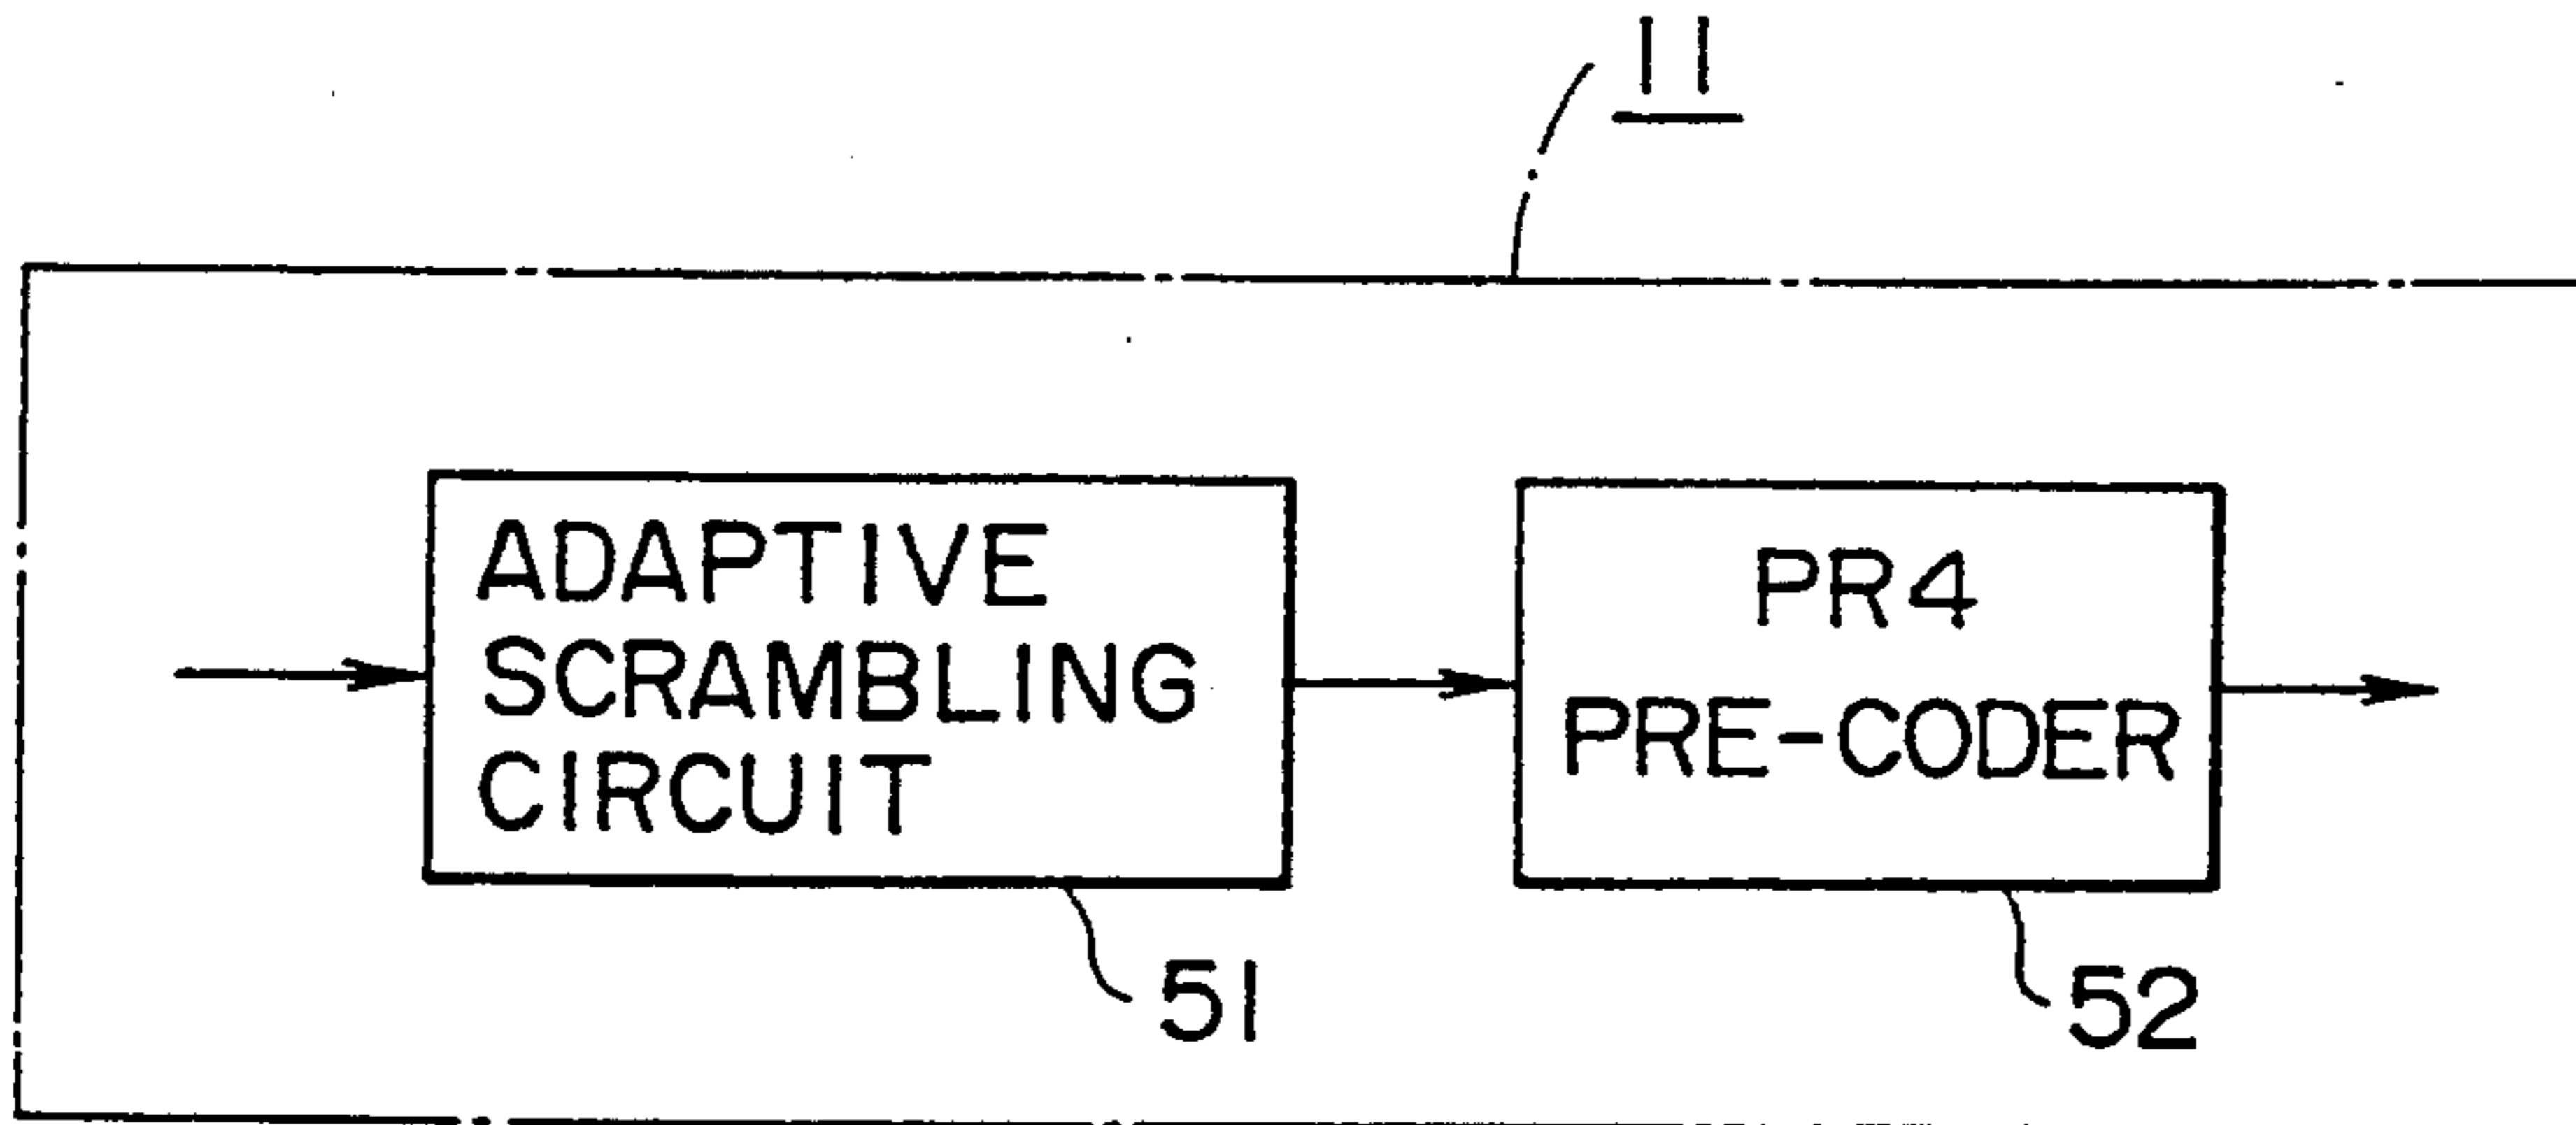 11
ADAPTIVE
SCRAMBLING
CIRCUIT
PR4
PRE-CODER
51
52